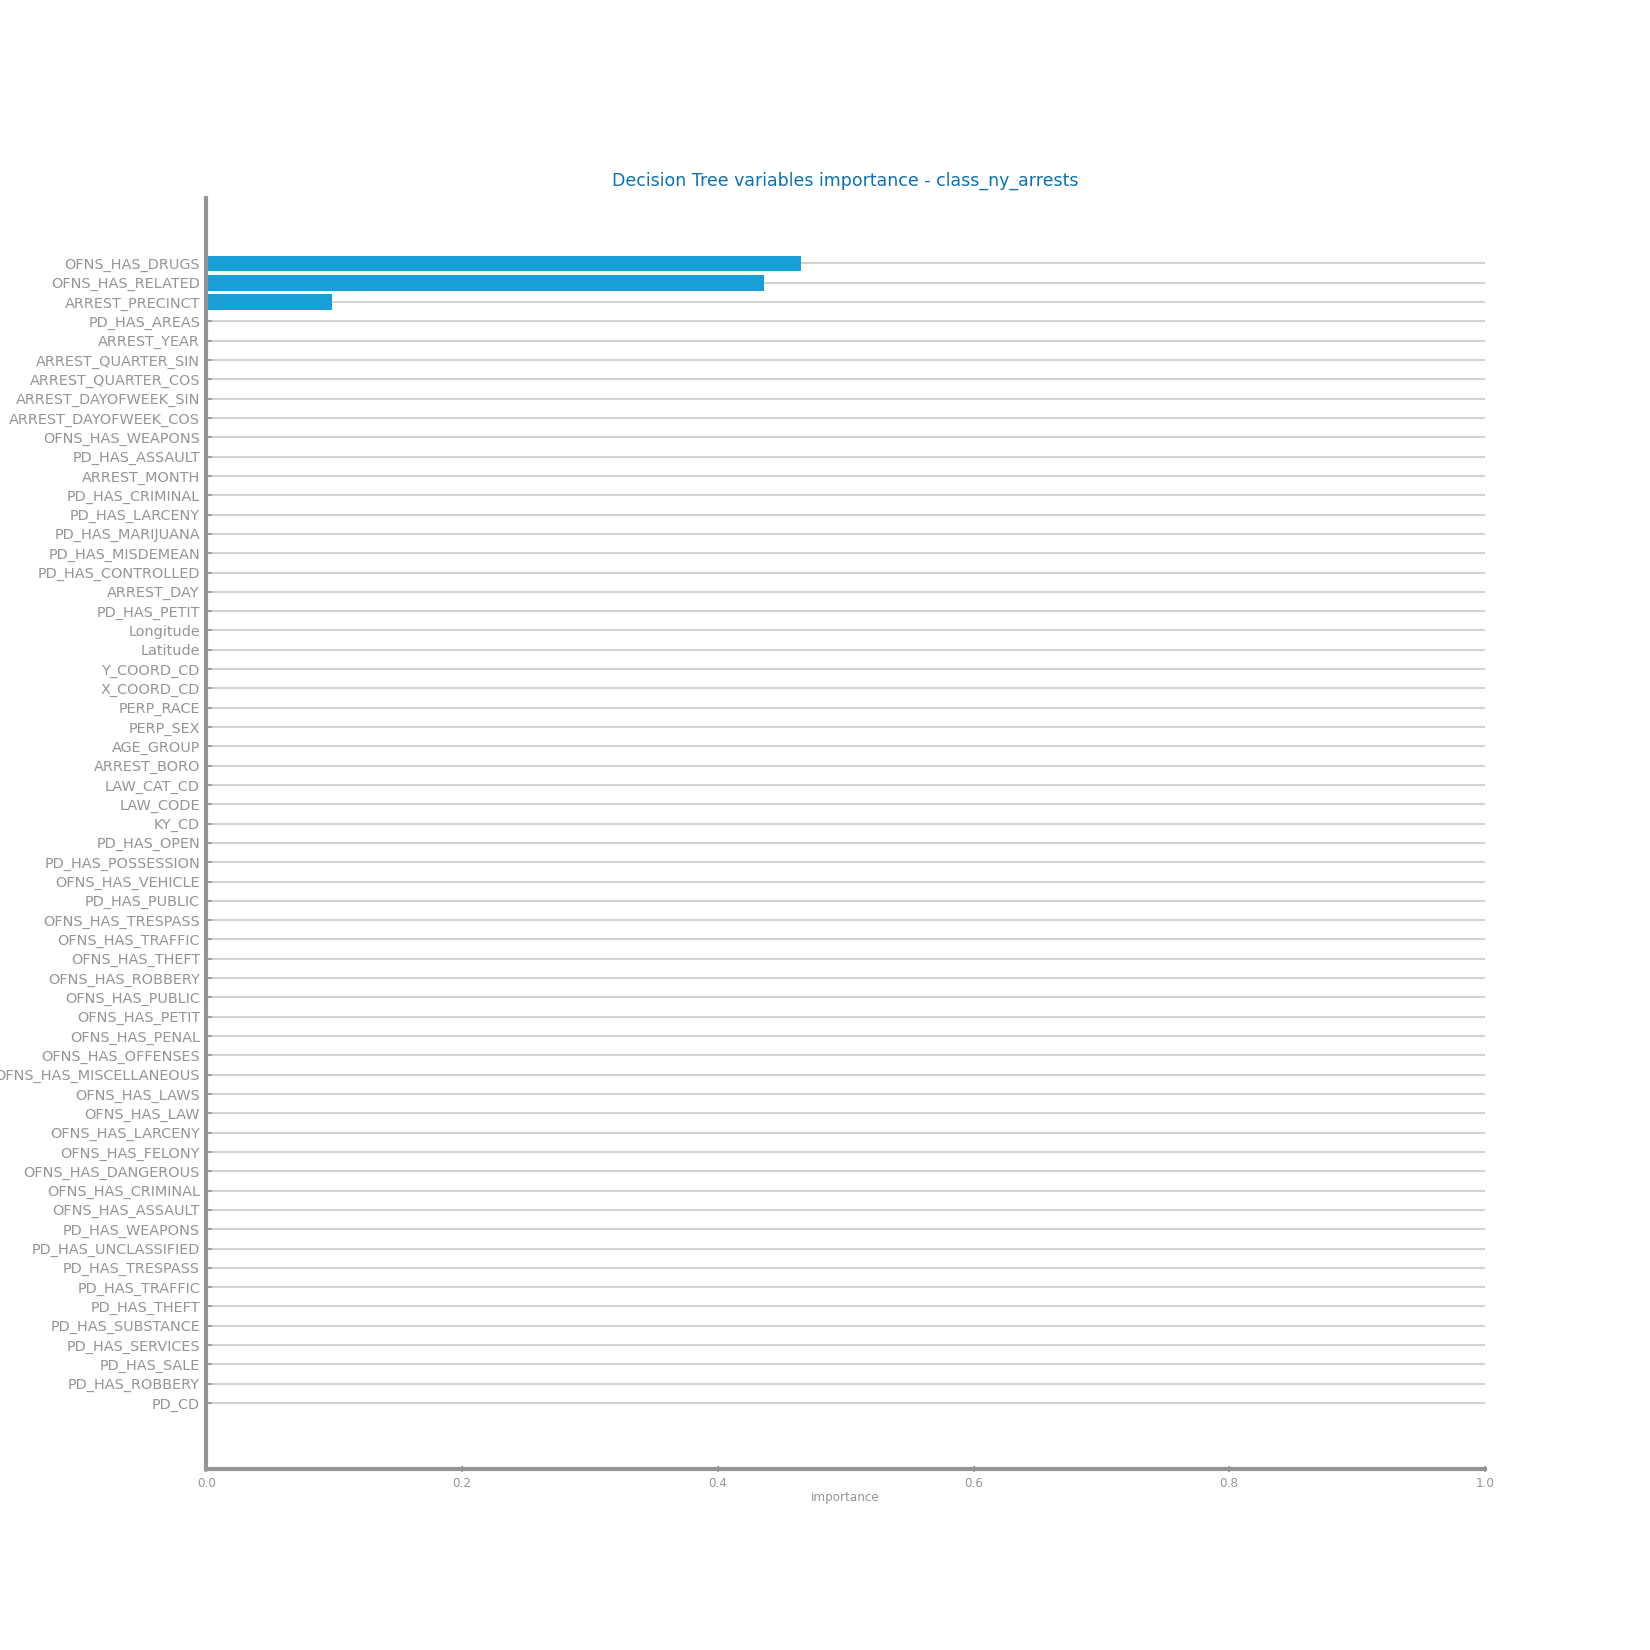 Decision Tree variables importance - class_ny_arrests
OFNS_HAS_DRUGS
OFNS_HAS_RELATED
ARREST_PRECINCT
PD_HAS_AREAS
ARREST_YEAR
ARREST_QUARTER_SIN
ARREST_QUARTER_COS
ARREST_DAYOFWEEK_SIN
ARREST_DAYOFWEEK_COS
OFNS_HAS_WEAPONS
PD_HAS_ASSAULT
ARREST_MONTH
PD_HAS_CRIMINAL
PD_HAS_LARCENY
PD_HAS_MARIJUANA
PD_HAS_MISDEMEAN
PD_HAS_CONTROLLED
ARREST_DAY
PD_HAS_PETIT
Longitude
Latitude
Y_COORD_CD
X_COORD_CD
PERP_RACE
PERP_SEX
AGE_GROUP
ARREST_BORO
LAW_CAT_CD
LAW_CODE
KY_CD
PD_HAS_OPEN
PD_HAS_POSSESSION
OFNS_HAS_VEHICLE
PD_HAS_PUBLIC
OFNS_HAS_TRESPASS
OFNS_HAS_TRAFFIC
OFNS_HAS_THEFT
OFNS_HAS_ROBBERY
OFNS_HAS_PUBLIC
OFNS_HAS_PETIT
OFNS_HAS_PENAL
OFNS_HAS_OFFENSES
OFNS_HAS_MISCELLANEOUS
OFNS_HAS_LAWS
OFNS_HAS_LAW
OFNS_HAS_LARCENY
OFNS_HAS_FELONY
OFNS_HAS_DANGEROUS
OFNS_HAS_CRIMINAL
OFNS_HAS_ASSAULT
PD_HAS_WEAPONS
PD_HAS_UNCLASSIFIED
PD_HAS_TRESPASS
PD_HAS_TRAFFIC
PD_HAS_THEFT
PD_HAS_SUBSTANCE
PD_HAS_SERVICES
PD_HAS_SALE
PD_HAS_ROBBERY
PD_CD
0.0 0.2 0.4 0.6 0.8 1.0
importance